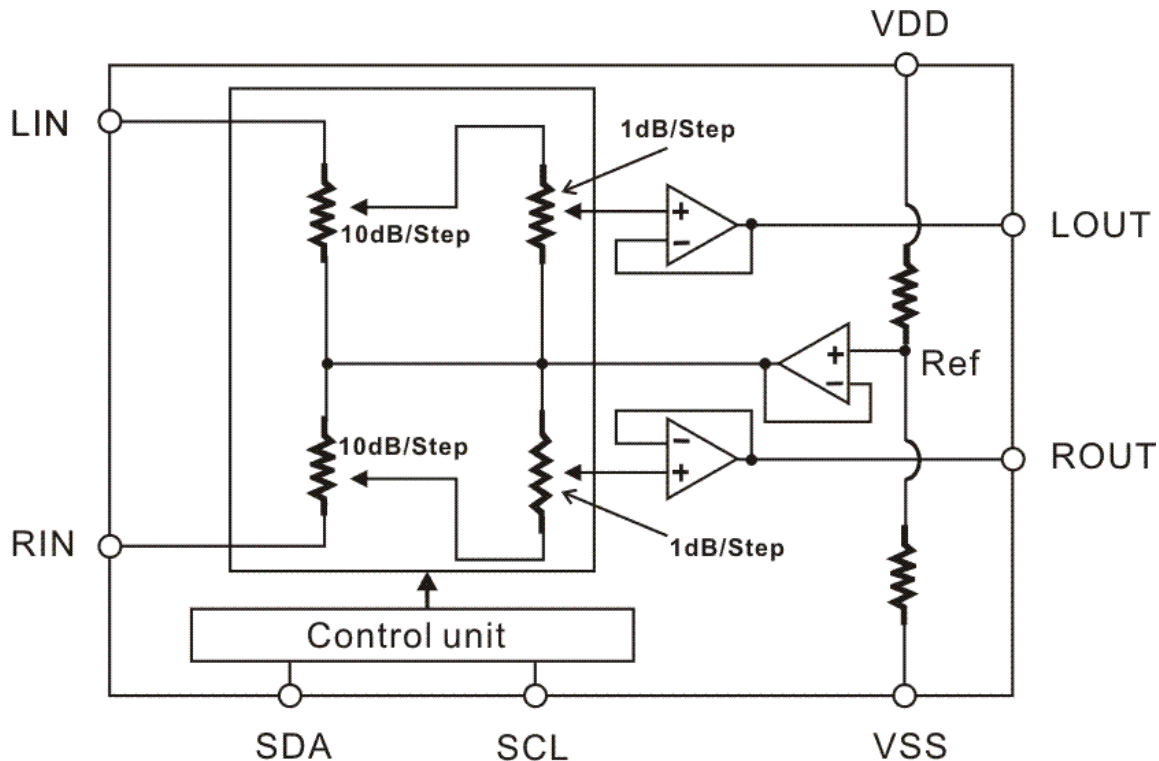 VDD
LIN
1dB/Step
+
−
LOUT
10dB/Step
+
−
Ref
10dB/Step
−
+
ROUT
RIN
1dB/Step
Control unit
SDA
SCL
VSS